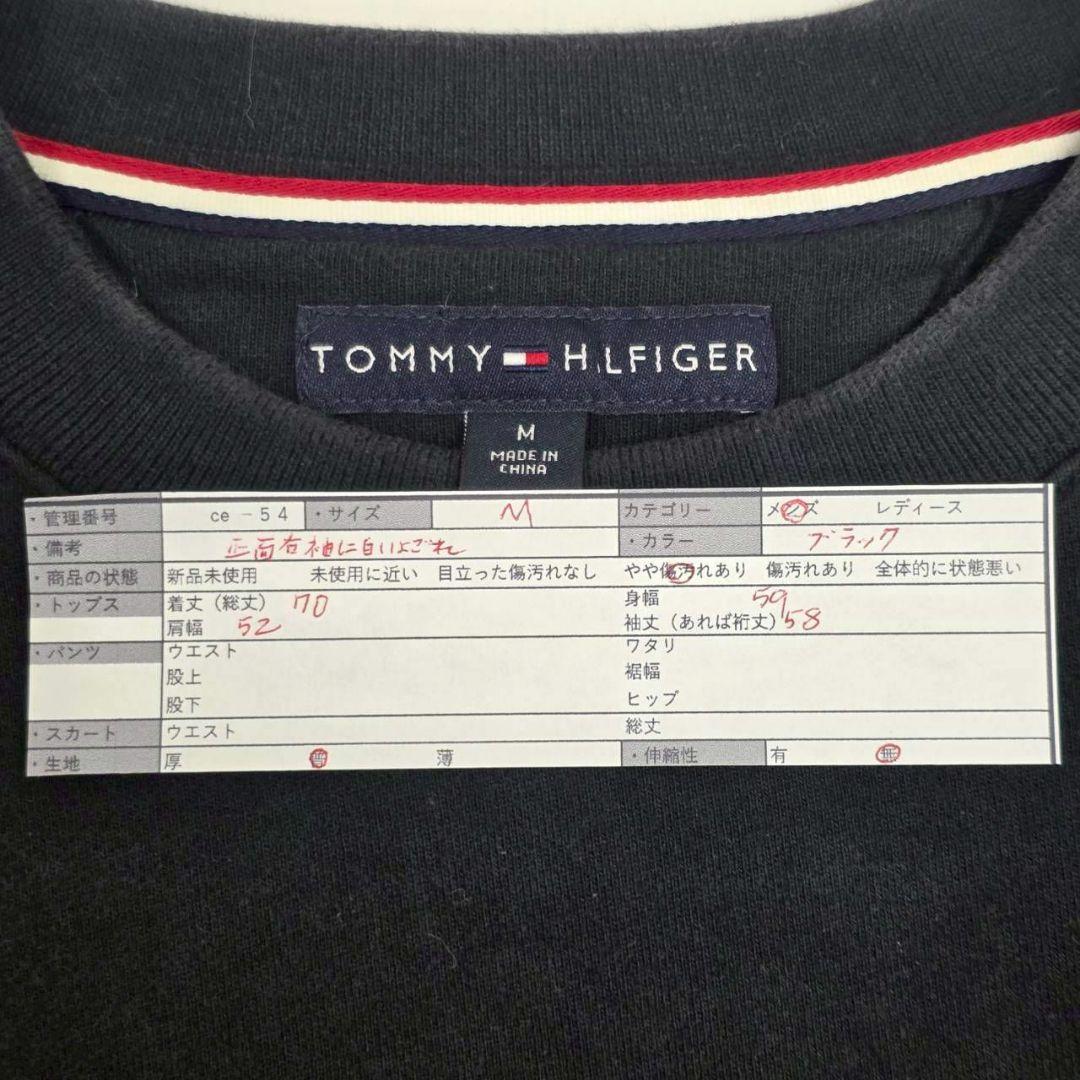 TOMMY HILFIGER
M
MADE IN
CHINA
・管理番号 ce－54 ・サイズ M カテゴリー メンズ レディース
・備考 正面右袖に白いよごれ ・カラー ブラック
・商品の状態 新品未使用 未使用に近い 目立った傷汚れなし やや傷汚れあり 傷汚れあり 全体的に状態悪い
・トップス 着丈（総丈） 70 身幅 59
肩幅 52 袖丈（あれば裄丈）58
・パンツ ウエスト ワタリ
股上 裾幅
股下 ヒップ
・スカート ウエスト 総丈
・生地 厚 普 薄 ・伸縮性 有 無